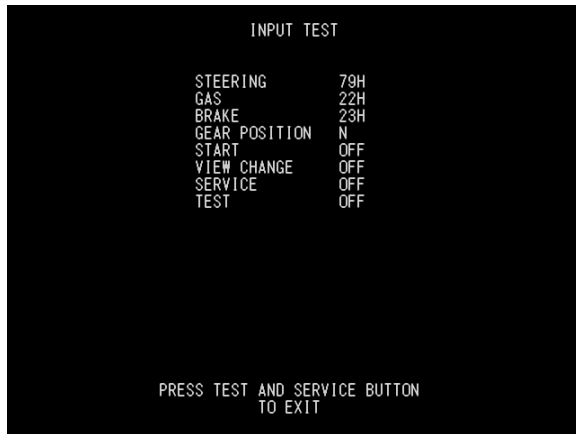 INPUT TEST
STEERING 79H
GAS 22H
BRAKE 23H
GEAR POSITION N
START OFF
VIEW CHANGE OFF
SERVICE OFF
TEST OFF
PRESS TEST AND SERVICE BUTTON
TO EXIT